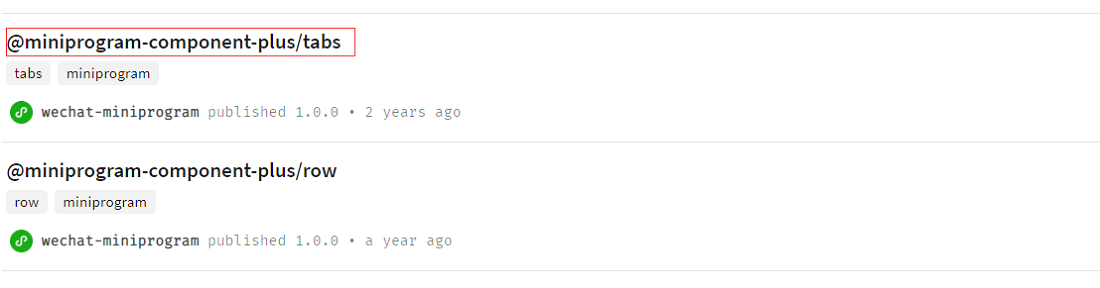 @miniprogram-component-plus/tabs
tabs miniprogram
wechat-miniprogram published 1.0.0 • 2 years ago
@miniprogram-component-plus/row
row miniprogram
wechat-miniprogram published 1.0.0 • a year ago